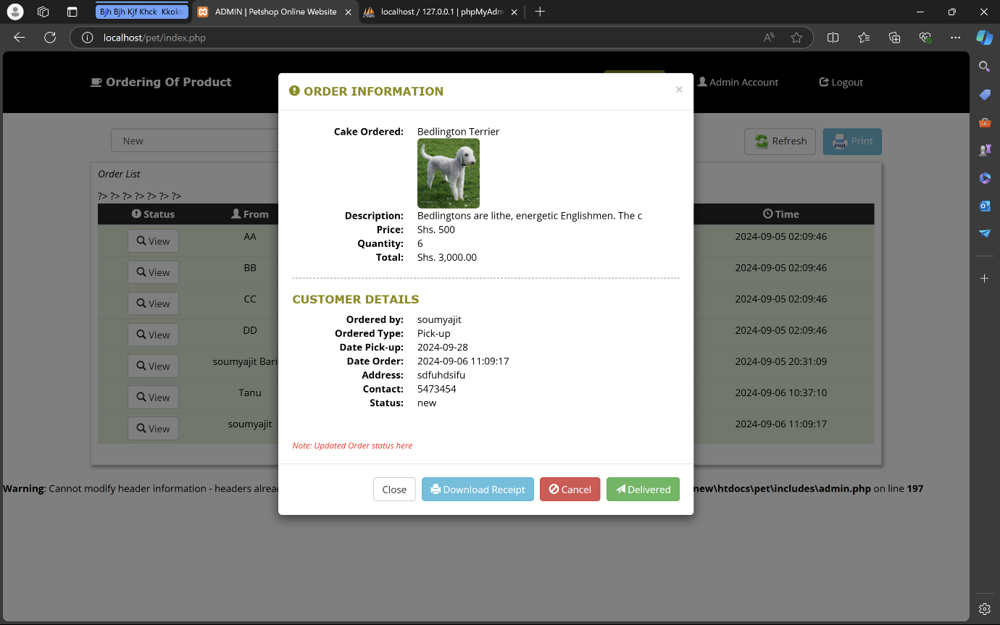 Bjh Bjh Kjf Khck Kkokn
ADMIN | Petshop Online Website
localhost / 127.0.0.1 | phpMyAdm
localhost/pet/index.php
Ordering Of Product
Admin Account
Logout
New
Refresh
Print
Order List
?> ?> ?> ?> ?> ?> ?>
Status From Time
View AA 2024-09-05 02:09:46
View BB 2024-09-05 02:09:46
View CC 2024-09-05 02:09:46
View DD 2024-09-05 02:09:46
View soumyajit Bari 2024-09-05 20:31:09
View Tanu 2024-09-06 10:37:10
View soumyajit 2024-09-06 11:09:17
Warning: Cannot modify header information - headers alrea
new\htdocs\pet\includes\admin.php on line 197
ORDER INFORMATION
×
Cake Ordered: Bedlington Terrier
Description: Bedlingtons are lithe, energetic Englishmen. The c
Price: Shs. 500
Quantity: 6
Total: Shs. 3,000.00
CUSTOMER DETAILS
Ordered by: soumyajit
Ordered Type: Pick-up
Date Pick-up: 2024-09-28
Date Order: 2024-09-06 11:09:17
Address: sdfuhdsifu
Contact: 5473454
Status: new
Note: Updated Order status here
Close
Download Receipt
Cancel
Delivered